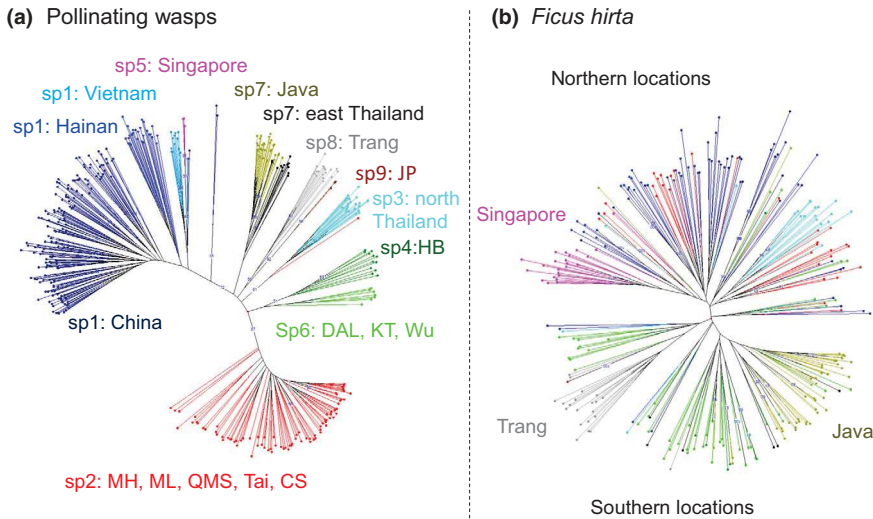 (a) Pollinating wasps
sp5: Singapore
sp1: Vietnam
sp7: Java
sp7: east Thailand
sp1: Hainan
sp8: Trang
sp9: JP
sp3: north
Thailand
sp4:HB
sp1: China
Sp6: DAL, KT, Wu
sp2: MH, ML, QMS, Tai, CS
(b) Ficus hirta
Northern locations
Singapore
Trang
Java
Southern locations